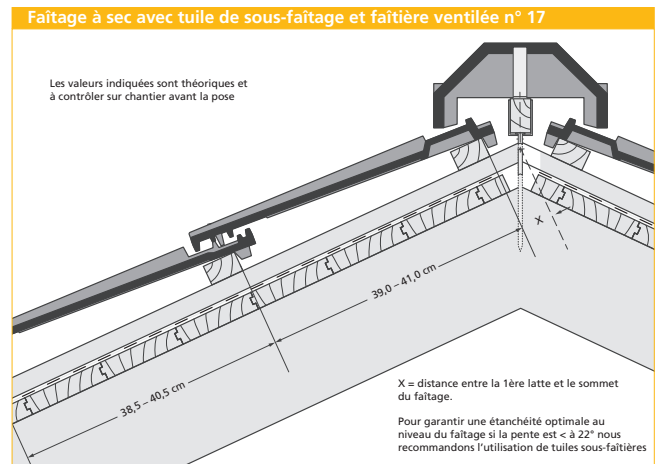 Faîtage à sec avec tuile de sous-faîtage et faîtière ventilée n° 17
Les valeurs indiquées sont théoriques et
à contrôler sur chantier avant la pose
X
39,0 – 41,0 cm
38,5 – 40,5 cm
X = distance entre la 1ère latte et le sommet
du faîtage.
Pour garantir une étanchéité optimale au
niveau du faîtage si la pente est < à 22° nous
recommandons l’utilisation de tuiles sous-faîtières